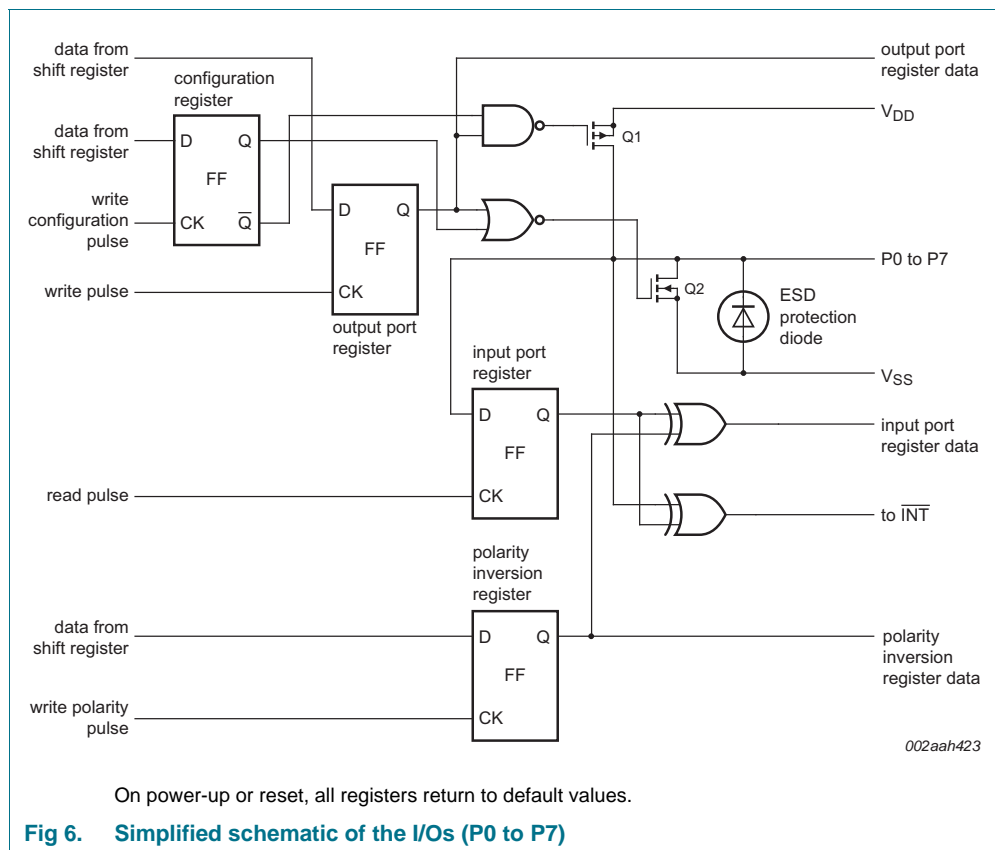 data from
shift register
configuration
register
data from
shift register
D
Q
FF
write
configuration
pulse
CK
Q̅
D
Q
FF
write pulse
CK
output port
register
output port
register data
VDD
Q1
P0 to P7
Q2
ESD
protection
diode
VSS
input port
register
D
Q
FF
read pulse
CK
input port
register data
to I̅N̅T̅
polarity
inversion
register
data from
shift register
D
Q
FF
write polarity
pulse
CK
polarity
inversion
register data
002aah423
On power-up or reset, all registers return to default values.
Fig 6. Simplified schematic of the I/Os (P0 to P7)